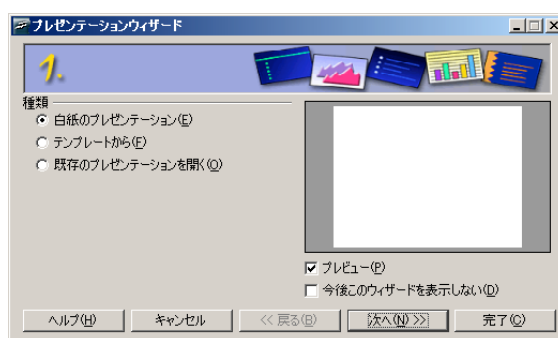 プレゼンテーションウィザード
1.
種類
白紙のプレゼンテーション(E)
テンプレートから(F)
既存のプレゼンテーションを開く(O)
プレビュー(P)
今後このウィザードを表示しない(D)
ヘルプ(H) キャンセル << 戻る(B) 次へ(N) >> 完了(C)